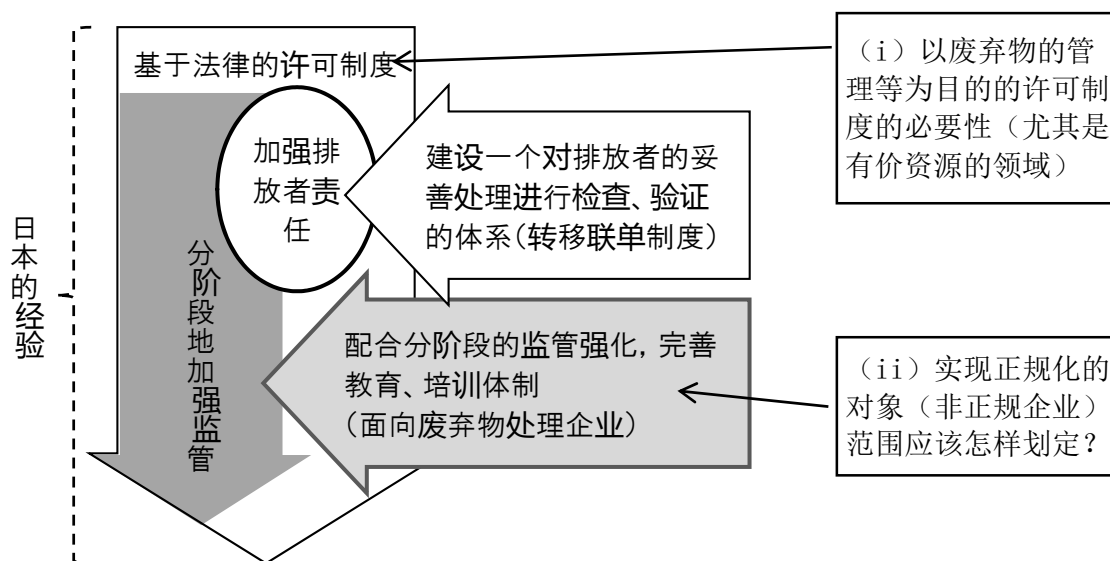 日本的经验
基于法律的许可制度
加强排
放者责
任
分阶段地加强监管
建设一个对排放者的妥
善处理进行检查、验证
的体系(转移联单制度)
配合分阶段的监管强化, 完善
教育、培训体制
(面向废弃物处理企业)
(i)以废弃物的管
理等为目的的许可制
度的必要性(尤其是
有价资源的领域)
(ii)实现正规化的
对象(非正规企业)
范围应该怎样划定?